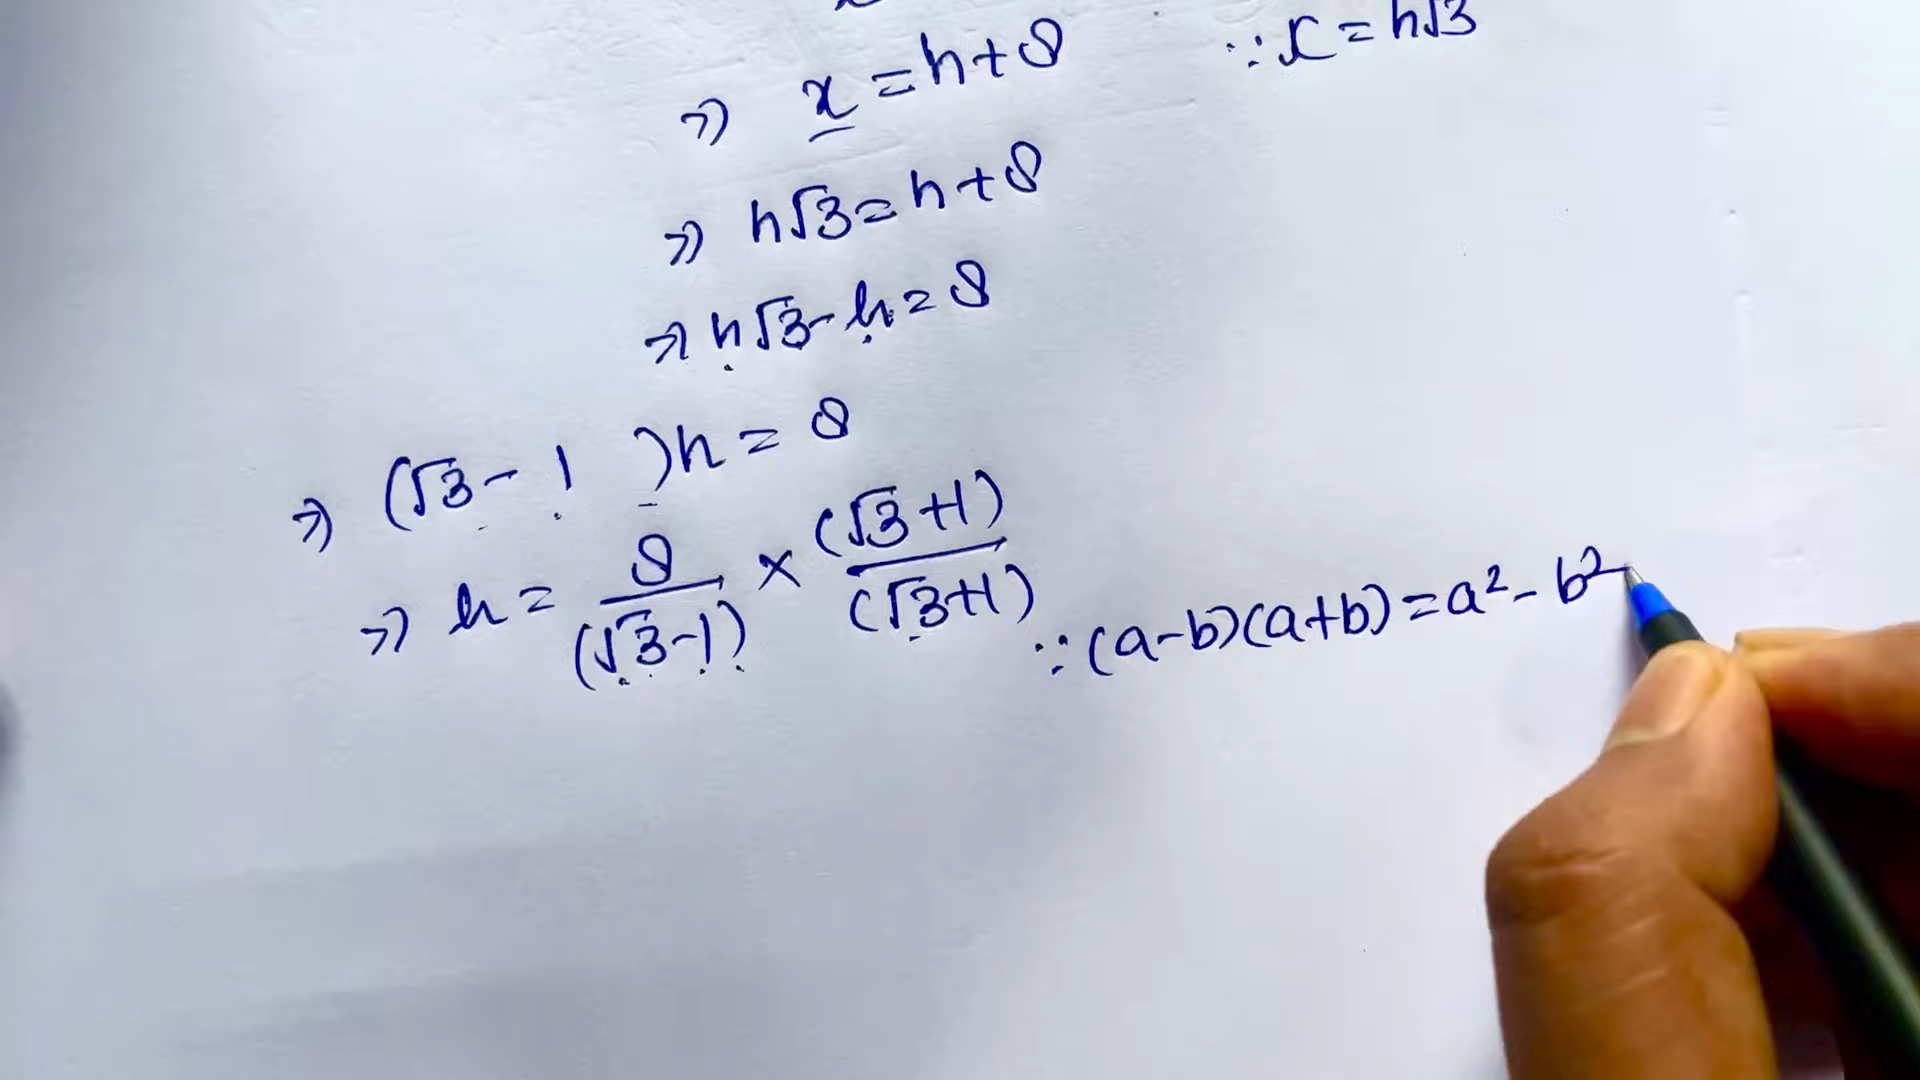 ⇒ x = h + 8 ∵ x = h√3
⇒ h√3 = h + 8
⇒ h√3 - h = 8
⇒ (√3 - 1 )h = 8
⇒ h = 8/(√3-1) × (√3+1)/(√3+1)
∵ (a-b)(a+b) = a² - b²